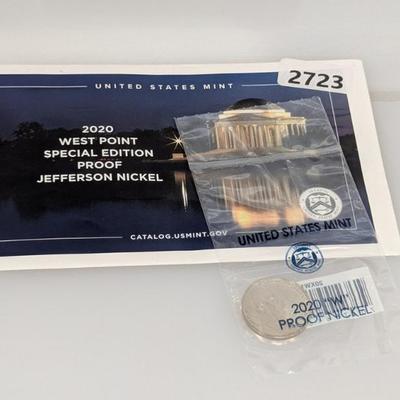 UNITED STATES MINT
2723
2020
WEST POINT
SPECIAL EDITION
PROOF
JEFFERSON NICKEL
CATALOG.USMINT.GOV
UNITED STATES MINT
2020 "W"
PROOF NICKEL